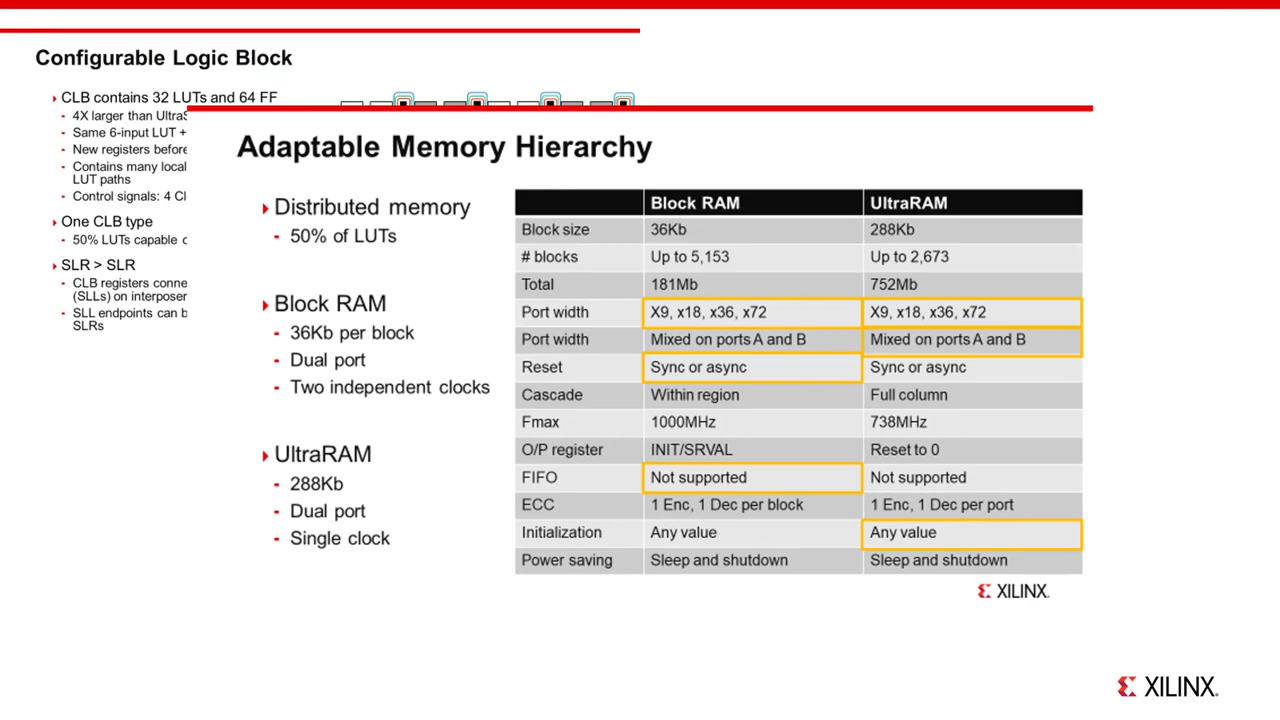 Configurable Logic Block
CLB contains 32 LUTs and 64 FF
- 4X larger than
- Same 6-input LUT +
- New registers before
- Contains many local
LUT paths
- Control signals: 4
One CLB type
- 50% LUTs capable
SLR > SLR
- CLB registers
(SLLs) on interposer
- SLL endpoints can
SLRs
Adaptable Memory Hierarchy
Distributed memory
- 50% of LUTs
Block RAM
- 36Kb per block
- Dual port
- Two independent clocks
UltraRAM
- 288Kb
- Dual port
- Single clock
Block RAM UltraRAM
Block size 36Kb 288Kb
# blocks Up to 5,153 Up to 2,673
Total 181Mb 752Mb
Port width X9, x18, x36, x72 X9, x18, x36, x72
Port width Mixed on ports A and B Mixed on ports A and B
Reset Sync or async Sync or async
Cascade Within region Full column
Fmax 1000MHz 738MHz
O/P register INIT/SRVAL Reset to 0
FIFO Not supported Not supported
ECC 1 Enc, 1 Dec per block 1 Enc, 1 Dec per port
Initialization Any value Any value
Power saving Sleep and shutdown Sleep and shutdown
XILINX.
XILINX.